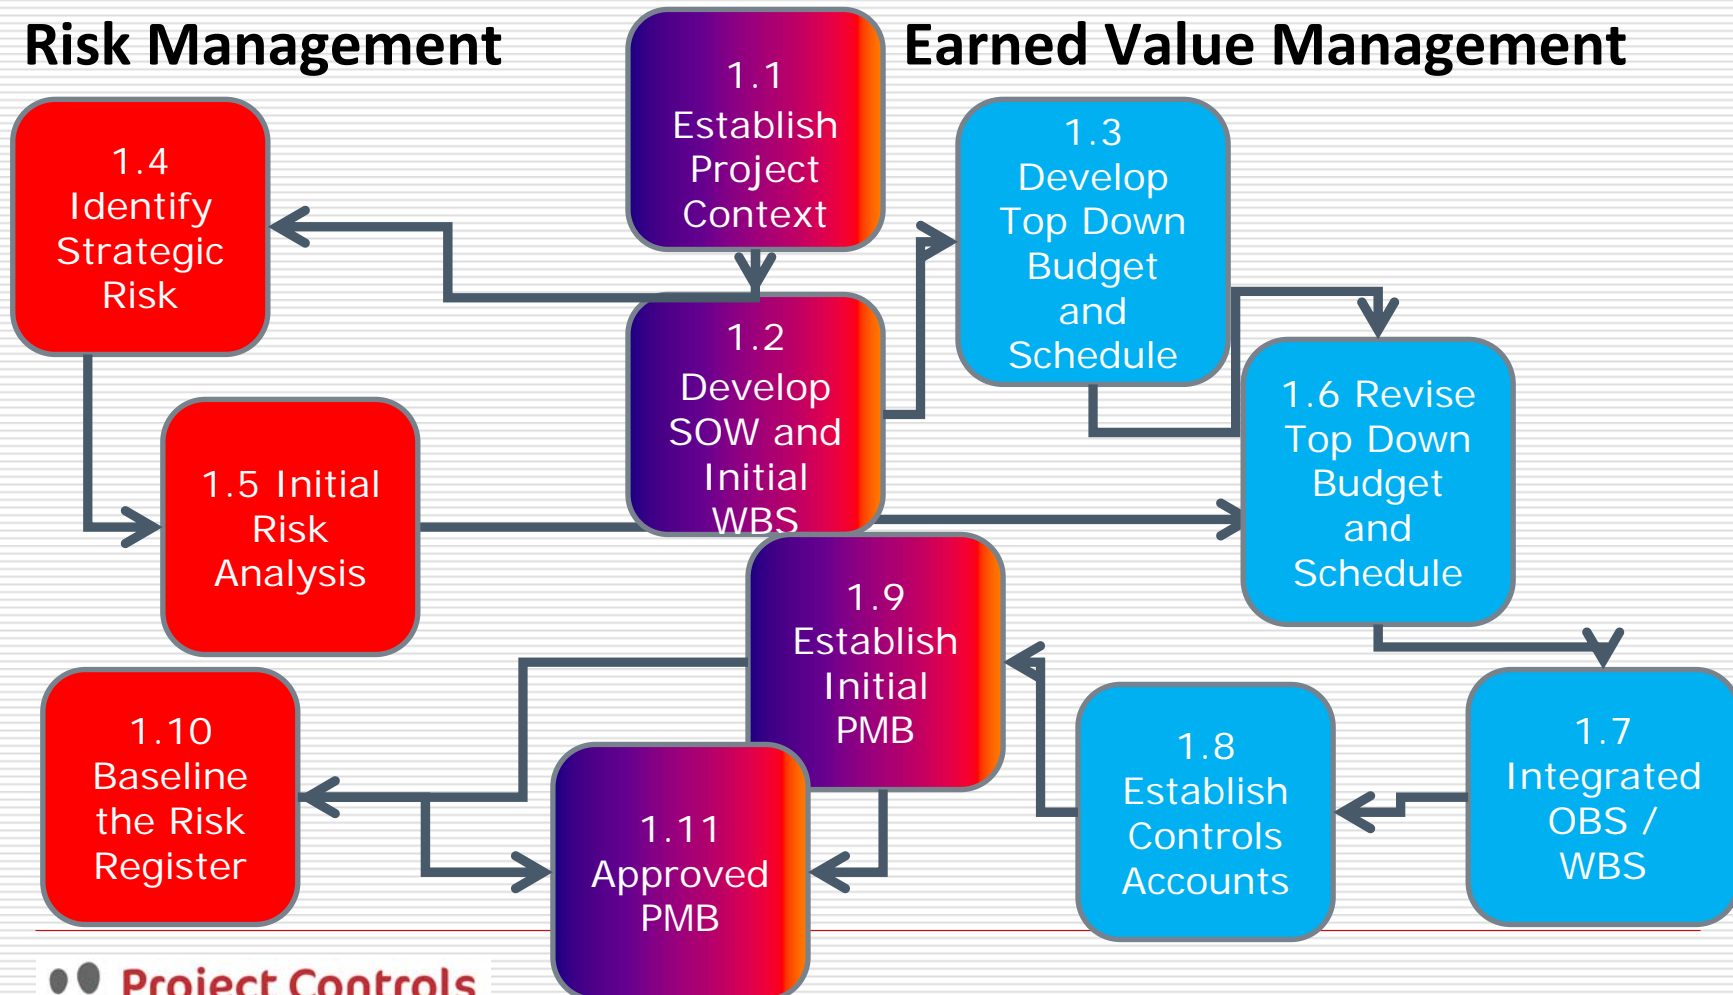 Risk Management
Earned Value Management
1.1
Establish
Project
Context
1.4
Identify
Strategic
Risk
1.3
Develop
Top Down
Budget
and
Schedule
1.2
Develop
SOW and
Initial
WBS
1.6 Revise
Top Down
Budget
and
Schedule
1.5 Initial
Risk
Analysis
1.9
Establish
Initial
PMB
1.10
Baseline
the Risk
Register
1.11
Approved
PMB
1.8
Establish
Controls
Accounts
1.7
Integrated
OBS /
WBS
Project Controls